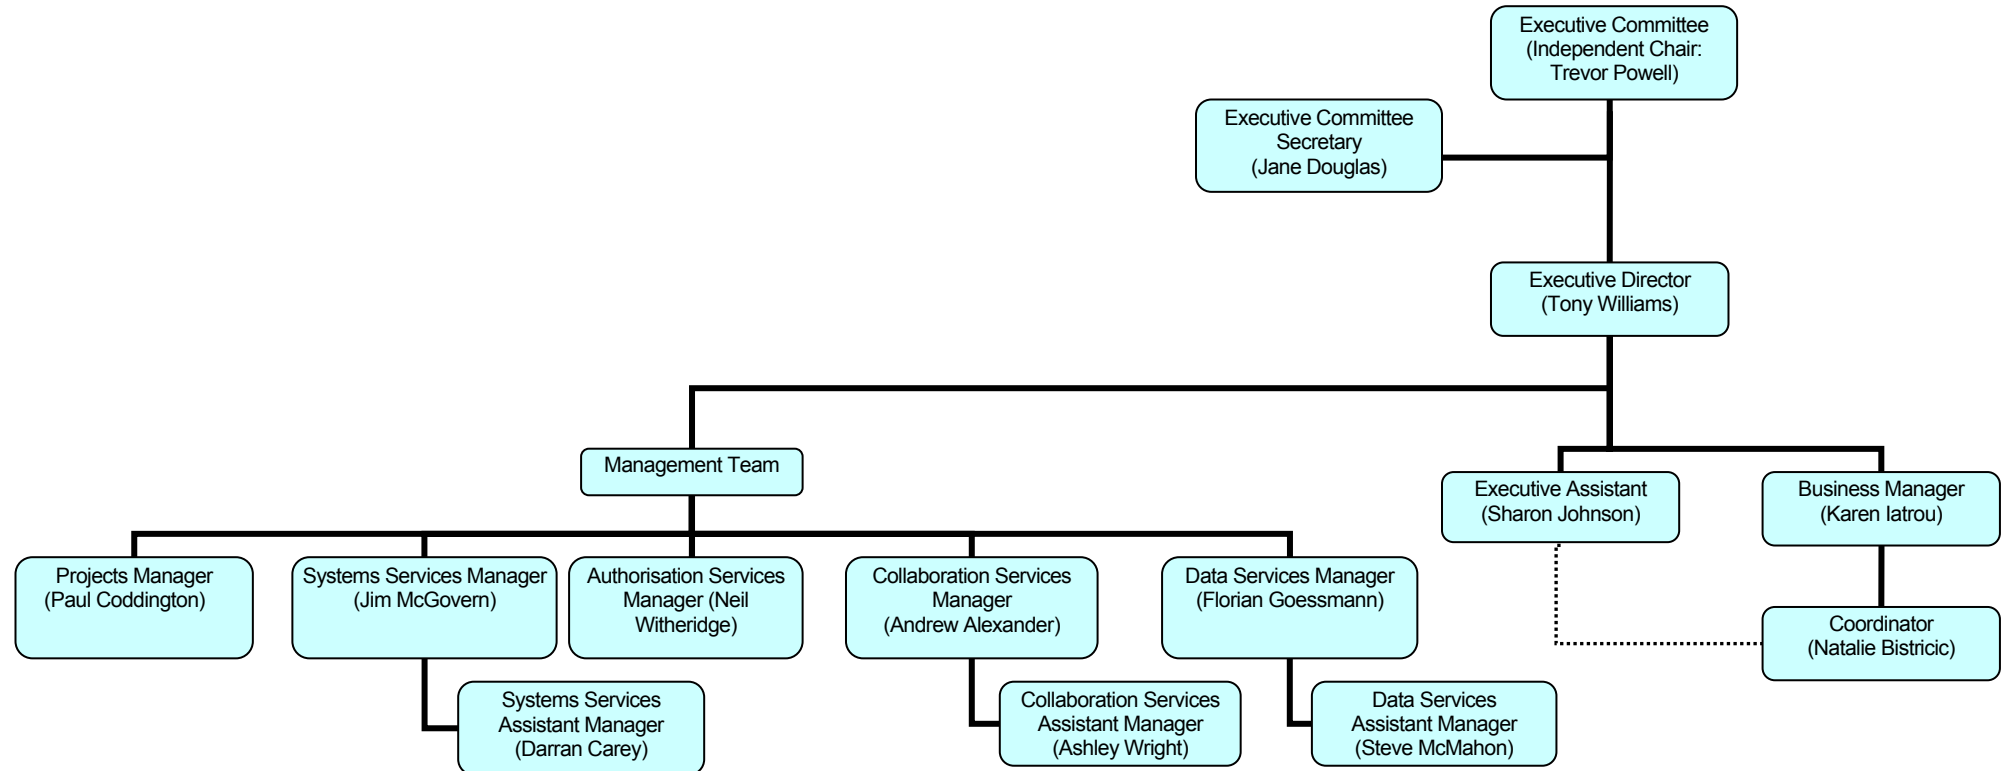 Executive Committee
(Independent Chair:
Trevor Powell)
Executive Committee
Secretary
(Jane Douglas)
Executive Director
(Tony Williams)
Management Team
Executive Assistant
(Sharon Johnson)
Business Manager
(Karen Iatrou)
Projects Manager
(Paul Coddington)
Systems Services Manager
(Jim McGovern)
Authorisation Services
Manager (Neil
Witheridge)
Collaboration Services
Manager
(Andrew Alexander)
Data Services Manager
(Florian Goessmann)
Coordinator
(Natalie Bistricic)
Systems Services
Assistant Manager
(Darran Carey)
Collaboration Services
Assistant Manager
(Ashley Wright)
Data Services
Assistant Manager
(Steve McMahon)